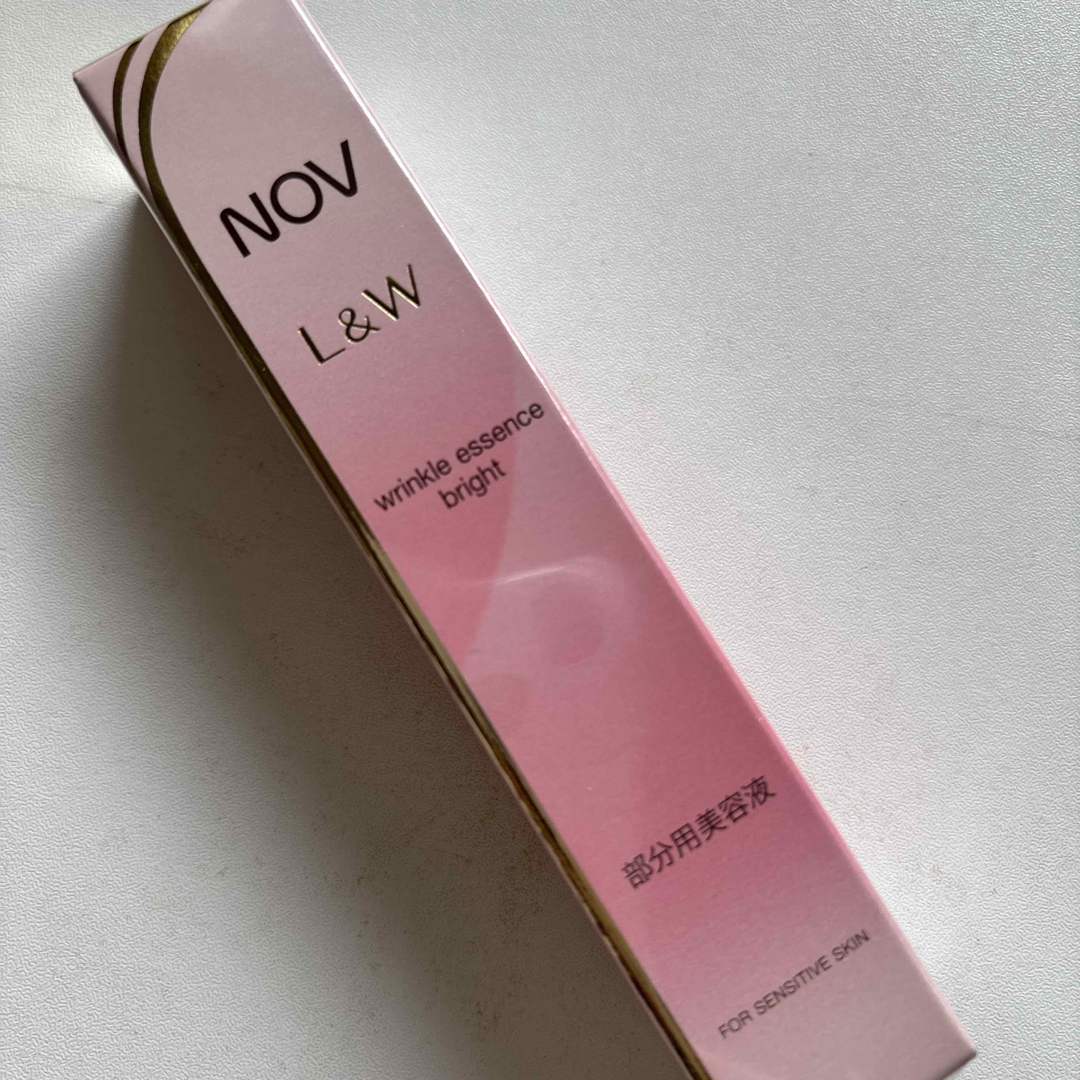 NOV
L&W
wrinkle essence
bright
部分用美容液
FOR SENSITIVE SKIN